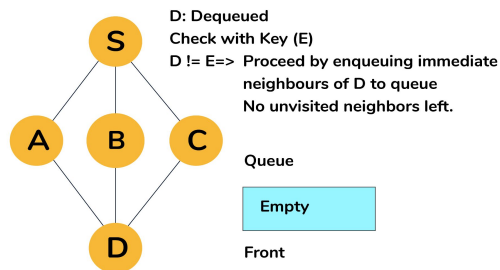 D: Dequeued
Check with Key (E)
D != E=> Proceed by enqueuing immediate
neighbours of D to queue
No unvisited neighbors left.
S
A
B
C
D
Queue
Empty
Front